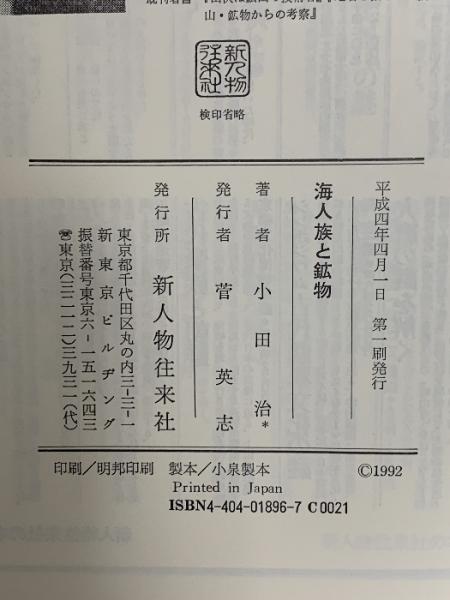 山・鉱物からの考察』
新人物往来社
検印省略
平成四年四月一日　第一刷発行
海人族と鉱物
著者　小田治*
発行者　菅英志
発行所　新人物往来社
東京都千代田区丸の内三－三－一
新東京ビルヂング
振替番号東京六－一五一六四三
☎東京(三二一二)三九三一(代)
印刷／明邦印刷　製本／小泉製本
©1992
Printed in Japan
ISBN4-404-01896-7 C0021